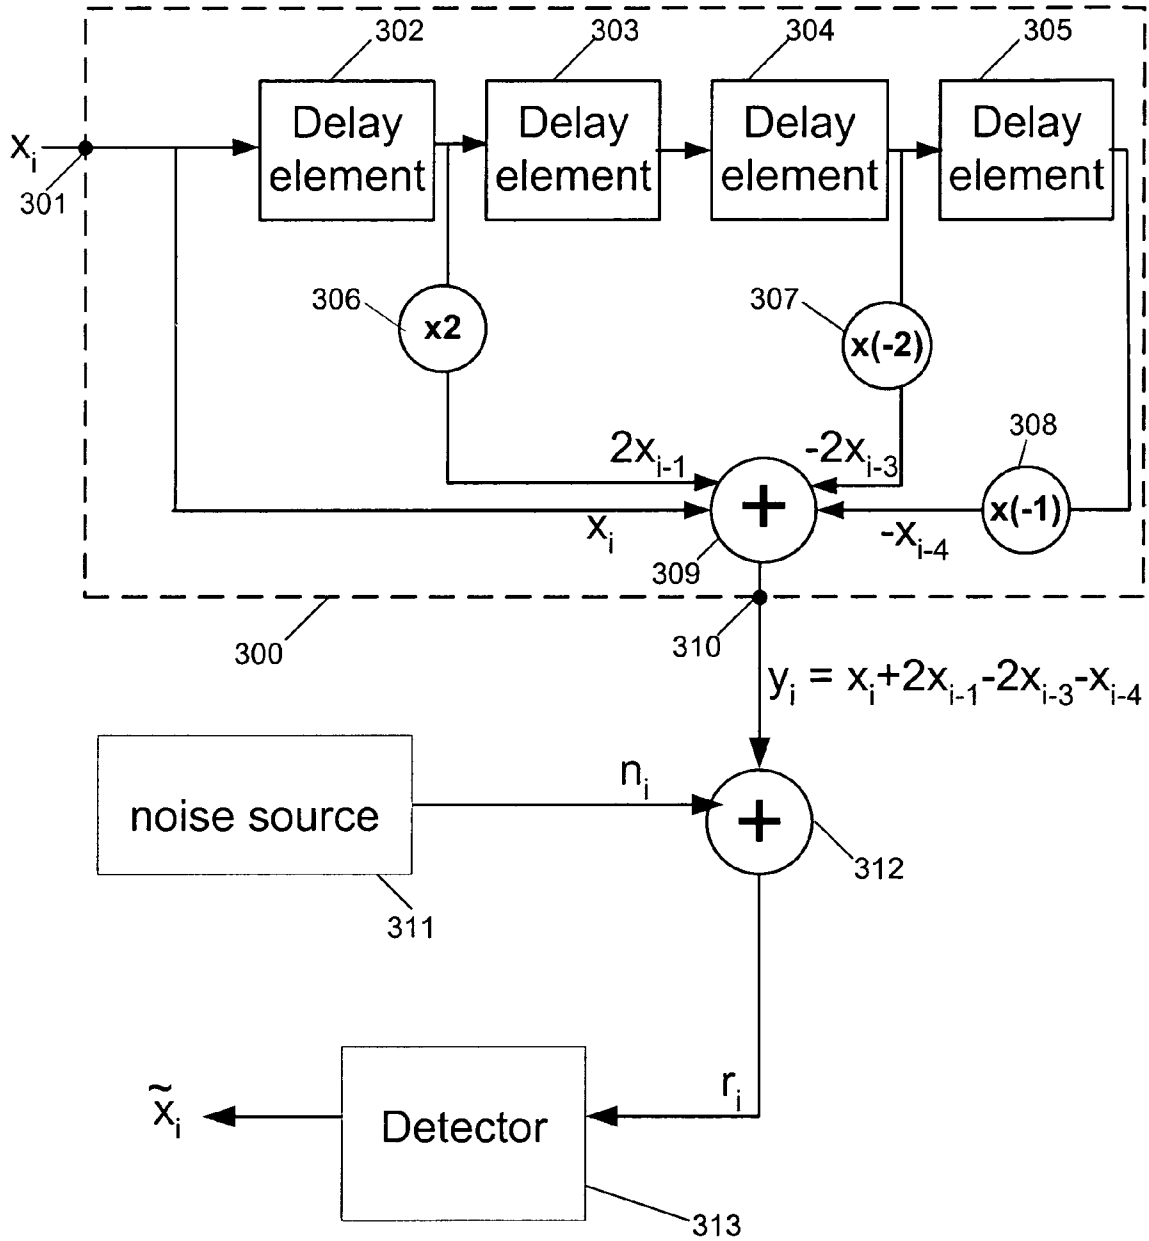 302
303
304
305
x_i
301
Delay element
Delay element
Delay element
Delay element
306
x2
307
x(-2)
308
x(-1)
2x_{i-1}
-2x_{i-3}
x_i
-x_{i-4}
+
309
300
310
y_i = x_i+2x_{i-1}-2x_{i-3}-x_{i-4}
noise source
n_i
+
311
312
x̃_i
Detector
r_i
313